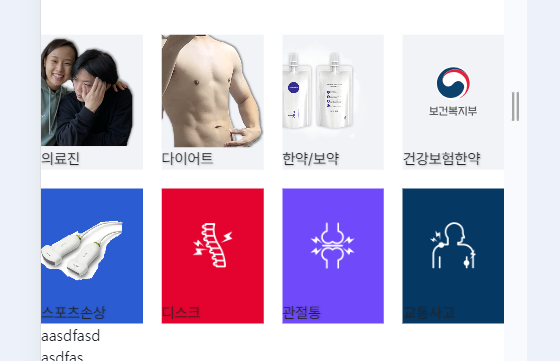 보건복지부
의료진
다이어트
한약/보약
건강보험한약
스포츠손상
디스크
관절통
교통사고
aasdfasd
asdfas